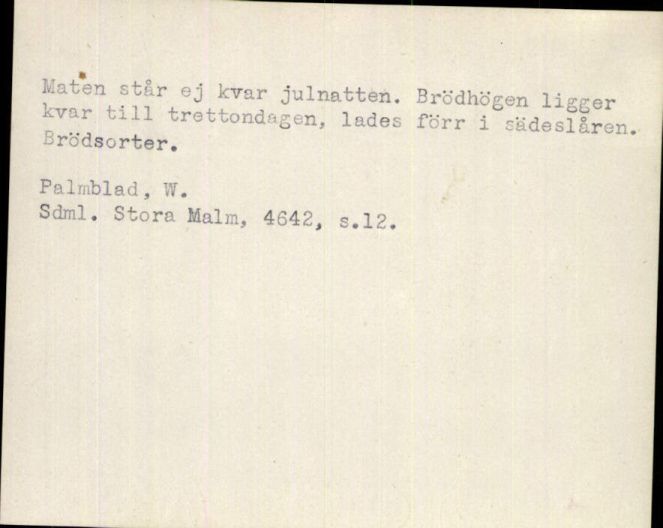 Maten står ej kvar julnatten. Brödhögen ligger
kvar till trettondagen, lades förr i sädeslåren.
Brödsorter.
Palmblad, W.
Sdml. Stora Malm, 4642, s.12.